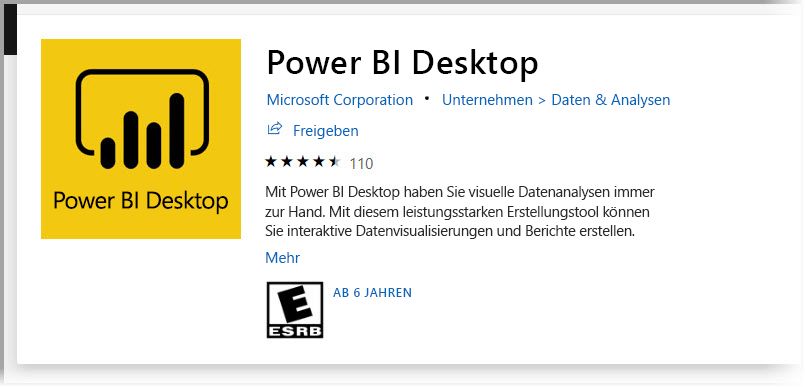 Power BI Desktop
Power BI Desktop
Microsoft Corporation • Unternehmen > Daten & Analysen
Freigeben
110
Mit Power BI Desktop haben Sie visuelle Datenanalysen immer
zur Hand. Mit diesem leistungsstarken Erstellungstool können
Sie interaktive Datenvisualisierungen und Berichte erstellen.
Mehr
E
ESRB
AB 6 JAHREN